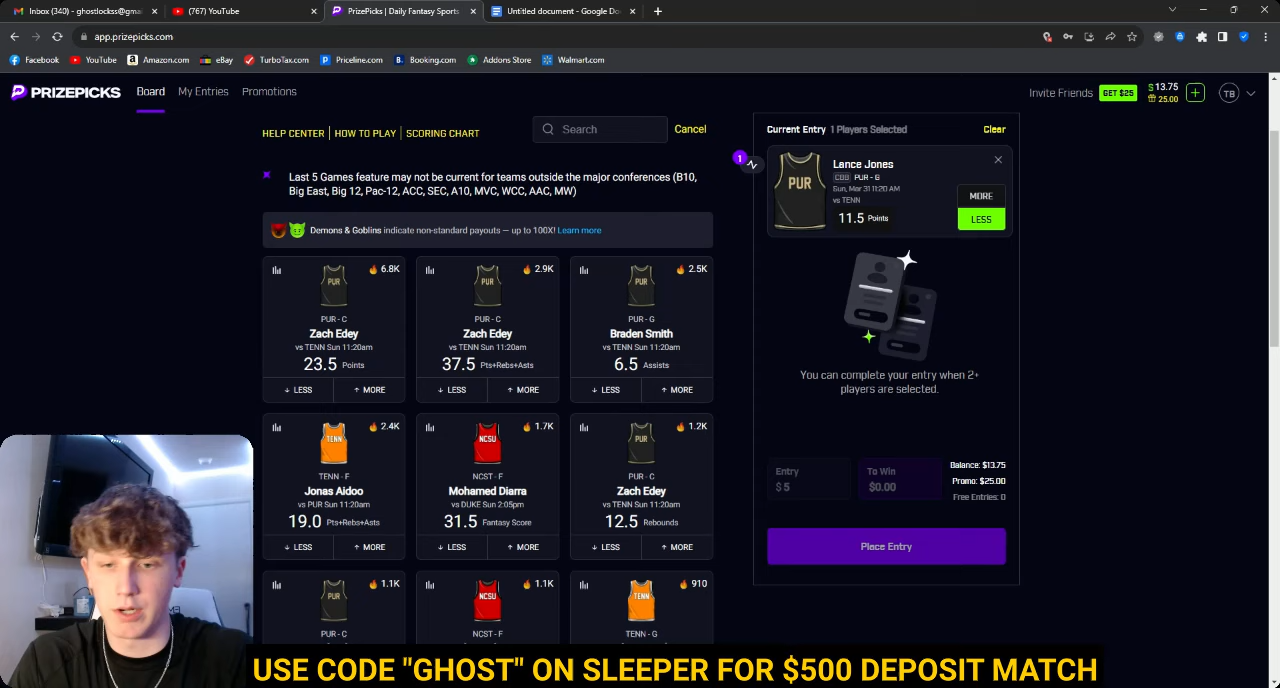 Inbox (340) - ghostlockss@gmai
(767) YouTube
PrizePicks | Daily Fantasy Sports
Untitled document - Google Do
app.prizepicks.com
Facebook
YouTube
Amazon.com
eBay
TurboTax.com
Priceline.com
Booking.com
Addons Store
Walmart.com
PRIZEPICKS
Board
My Entries
Promotions
Invite Friends
GET $25
$ 13.75
25.00
TB
HELP CENTER
HOW TO PLAY
SCORING CHART
Search
Cancel
Last 5 Games feature may not be current for teams outside the major conferences (B10,
Big East, Big 12, Pac-12, ACC, SEC, A10, MVC, WCC, AAC, MW)
Demons & Goblins indicate non-standard payouts — up to 100X! Learn more
6.8K
PUR
PUR - C
Zach Edey
vs TENN Sun 11:20am
23.5 Points
↓ LESS
↑ MORE
2.9K
PUR
PUR - C
Zach Edey
vs TENN Sun 11:20am
37.5 Pts+Rebs+Asts
↓ LESS
↑ MORE
2.5K
PUR
PUR - G
Braden Smith
vs TENN Sun 11:20am
6.5 Assists
↓ LESS
↑ MORE
2.4K
TENN
TENN - F
Jonas Aidoo
vs PUR Sun 11:20am
19.0 Pts+Rebs+Asts
↓ LESS
↑ MORE
1.7K
NCSU
NCST - F
Mohamed Diarra
vs DUKE Sun 2:05pm
31.5 Fantasy Score
↓ LESS
↑ MORE
1.2K
PUR
PUR - C
Zach Edey
vs TENN Sun 11:20am
12.5 Rebounds
↓ LESS
↑ MORE
1.1K
PUR
PUR - C
1.1K
NCSU
NCST - F
910
TENN
TENN - G
Current Entry 1 Players Selected
Clear
1
PUR
Lance Jones
CBB PUR - G
Sun, Mar 31 11:20 AM
vs TENN
11.5 Points
MORE
LESS
You can complete your entry when 2+
players are selected.
Entry
$ 5
To Win
$0.00
Balance: $13.75
Promo: $25.00
Free Entries: 0
Place Entry
USE CODE "GHOST" ON SLEEPER FOR $500 DEPOSIT MATCH